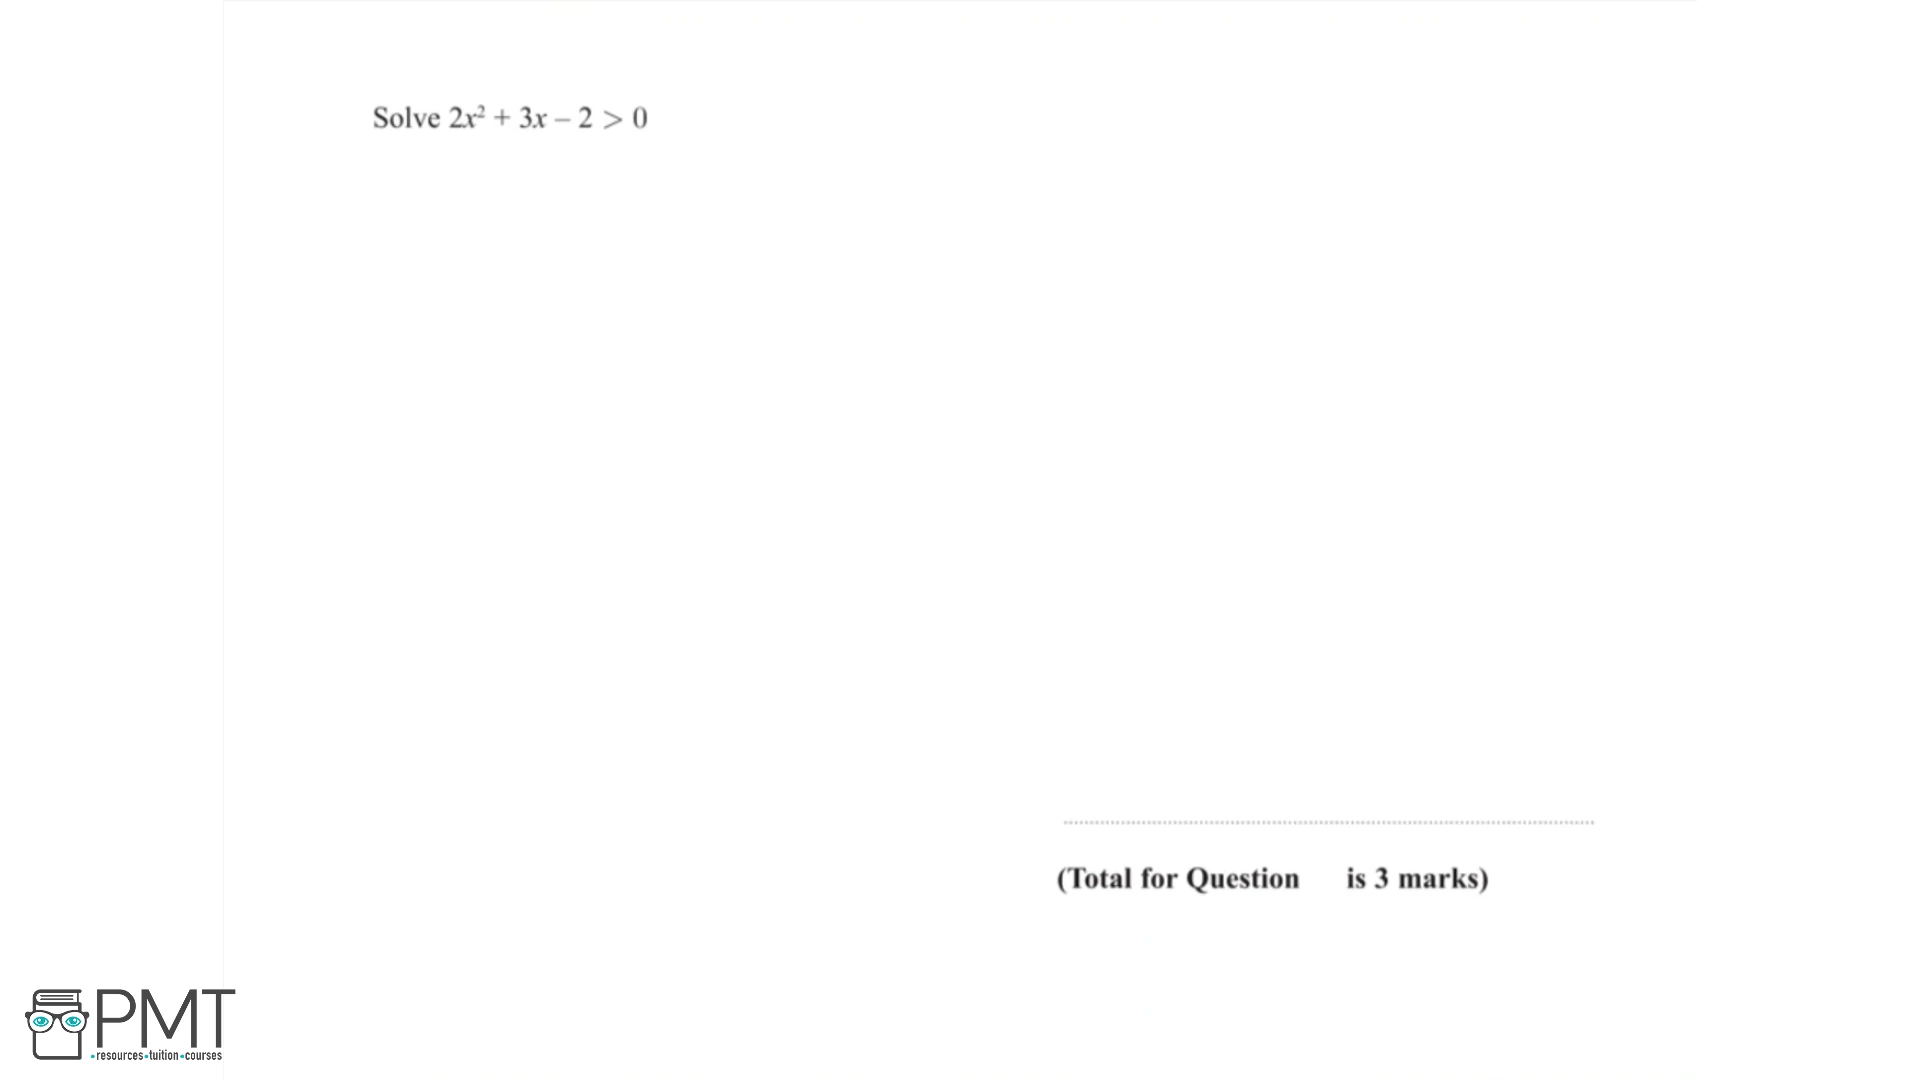 Solve 2x² + 3x – 2 > 0
(Total for Question is 3 marks)
PMT
•resources•tuition•courses